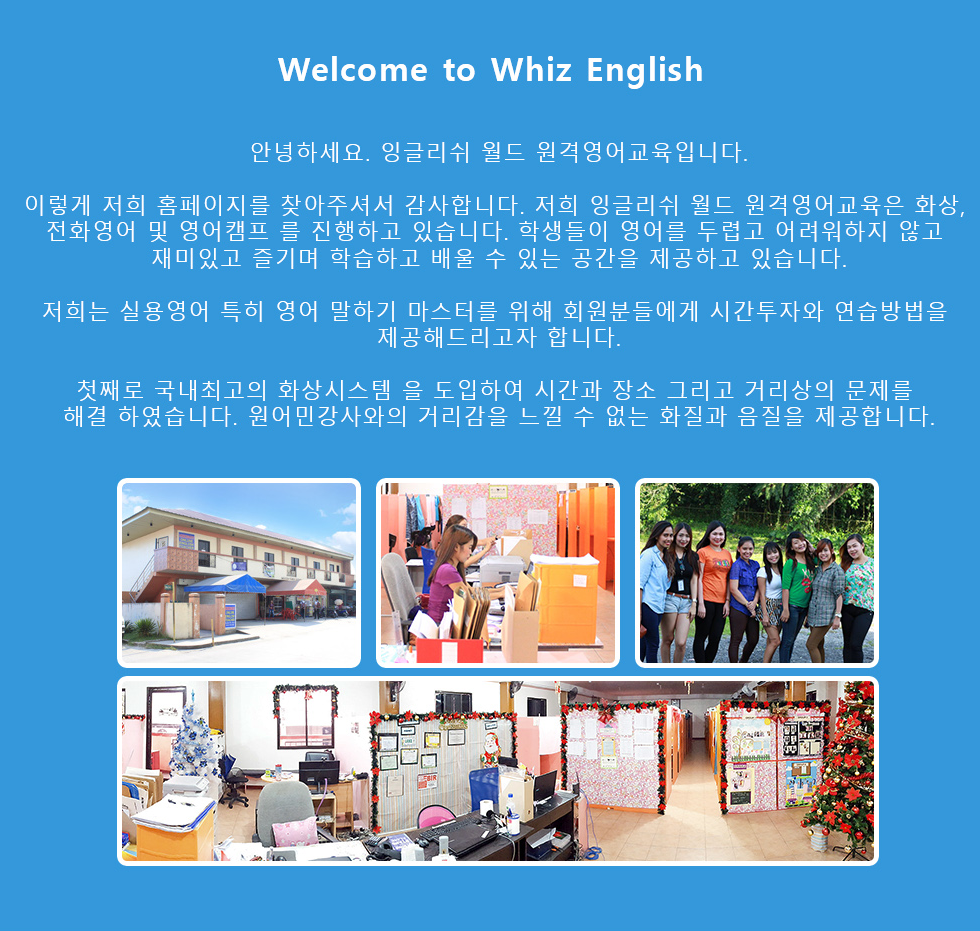 Welcome to Whiz English
안녕하세요. 잉글리쉬 월드 원격영어교육입니다.
이렇게 저희 홈페이지를 찾아주셔서 감사합니다. 저희 잉글리쉬 월드 원격영어교육은 화상,
전화영어 및 영어캠프 를 진행하고 있습니다. 학생들이 영어를 두렵고 어려워하지 않고
재미있고 즐기며 학습하고 배울 수 있는 공간을 제공하고 있습니다.
저희는 실용영어 특히 영어 말하기 마스터를 위해 회원분들에게 시간투자와 연습방법을
제공해드리고자 합니다.
첫째로 국내최고의 화상시스템 을 도입하여 시간과 장소 그리고 거리상의 문제를
해결 하였습니다. 원어민강사와의 거리감을 느낄 수 없는 화질과 음질을 제공합니다.